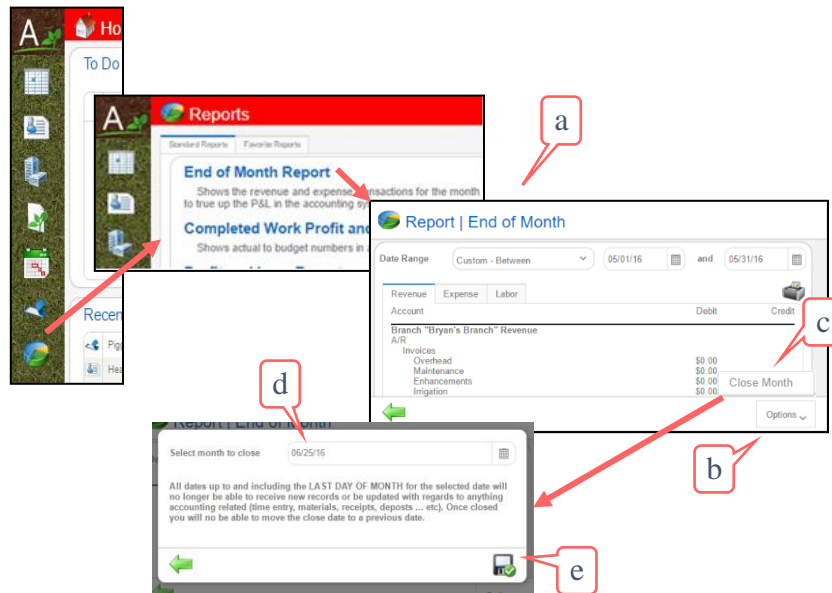 A
Ho
To Do
Recen
Pig
Hea
A
Reports
Standard Reports Favorite Reports
End of Month Report
Shows the revenue and expense transactions for the month
to true up the P&L in the accounting sy
Completed Work Profit and
Shows actual to budget numbers in a
a
Report | End of Month
Date Range Custom - Between 05/01/16 and 05/31/16
Revenue Expense Labor
Account Debit Credit
Branch "Bryan's Branch" Revenue
A/R
Invoices
Overhead $0.00
Maintenance $0.00
Enhancements $0.00
Irrigation $0.00
c
Close Month
Options
b
d
Report | End of Month
Select month to close 06/25/16
All dates up to and including the LAST DAY OF MONTH for the selected date will
no longer be able to receive new records or be updated with regards to anything
accounting related (time entry, materials, receipts, deposts ... etc). Once closed
you will no be able to move the close date to a previous date.
e